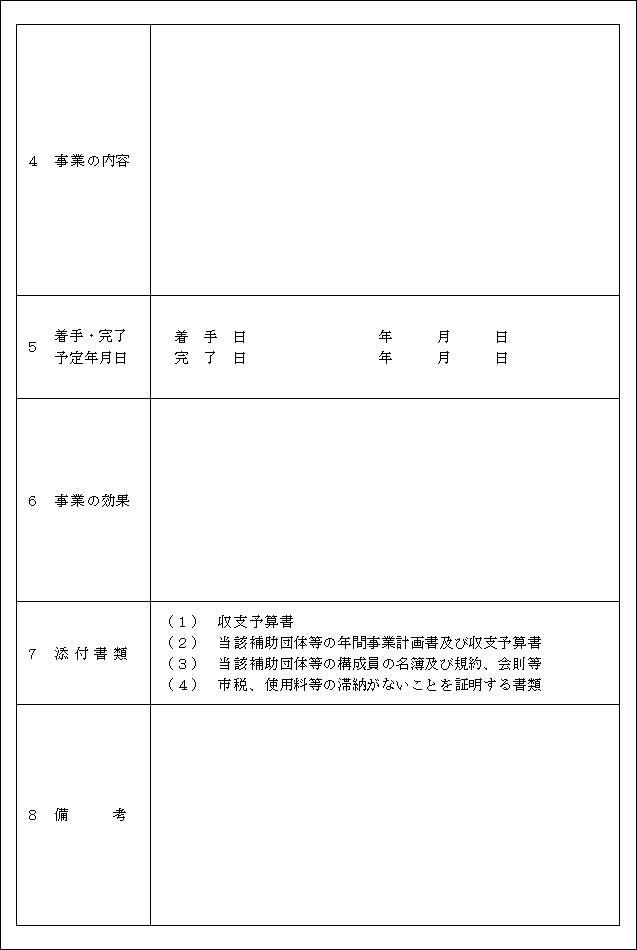 ４　事業の内容
５　着手・完了
予定年月日
着　手　日　　　　　　　　　年　　　月　　　日
完　了　日　　　　　　　　　年　　　月　　　日
６　事業の効果
７　添付書類
（１）　収支予算書
（２）　当該補助団体等の年間事業計画書及び収支予算書
（３）　当該補助団体等の構成員の名簿及び規約、会則等
（４）　市税、使用料等の滞納がないことを証明する書類
８　備　　　考